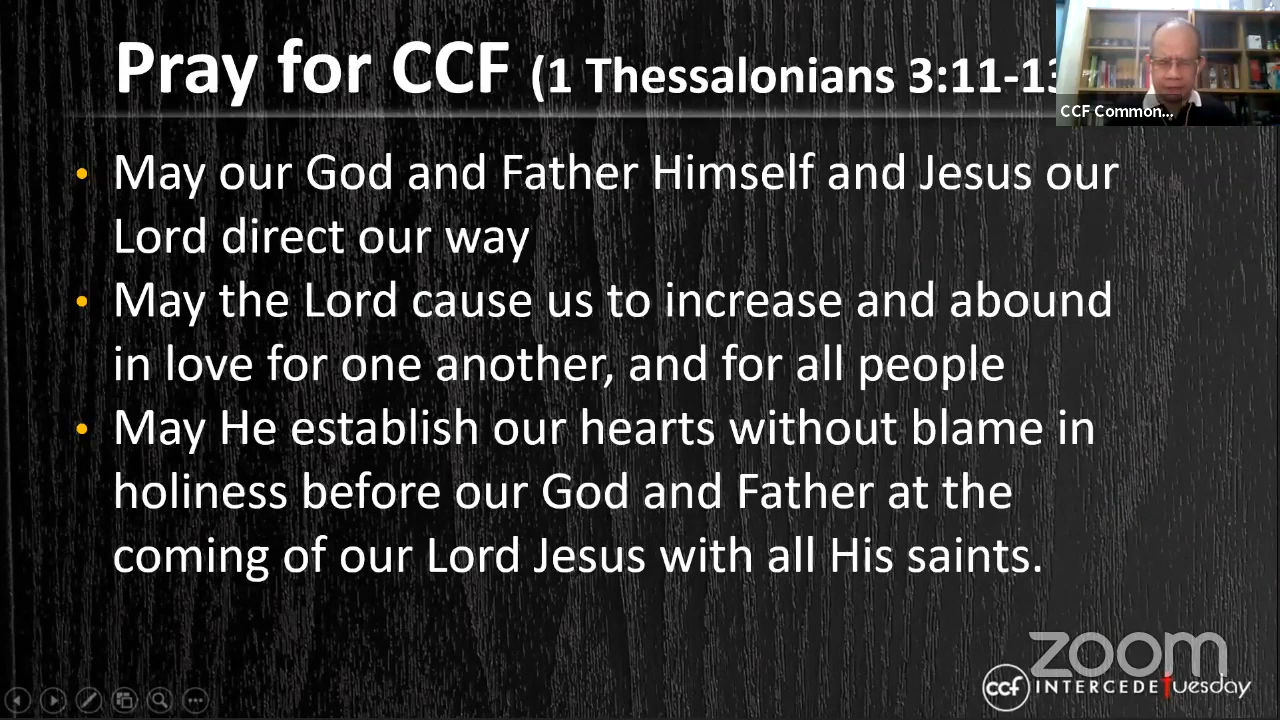 Pray for CCF (1 Thessalonians 3:11-13
CCF Common...
• May our God and Father Himself and Jesus our
Lord direct our way
• May the Lord cause us to increase and abound
in love for one another, and for all people
• May He establish our hearts without blame in
holiness before our God and Father at the
coming of our Lord Jesus with all His saints.
zoom
ccf INTERCEDE Tuesday